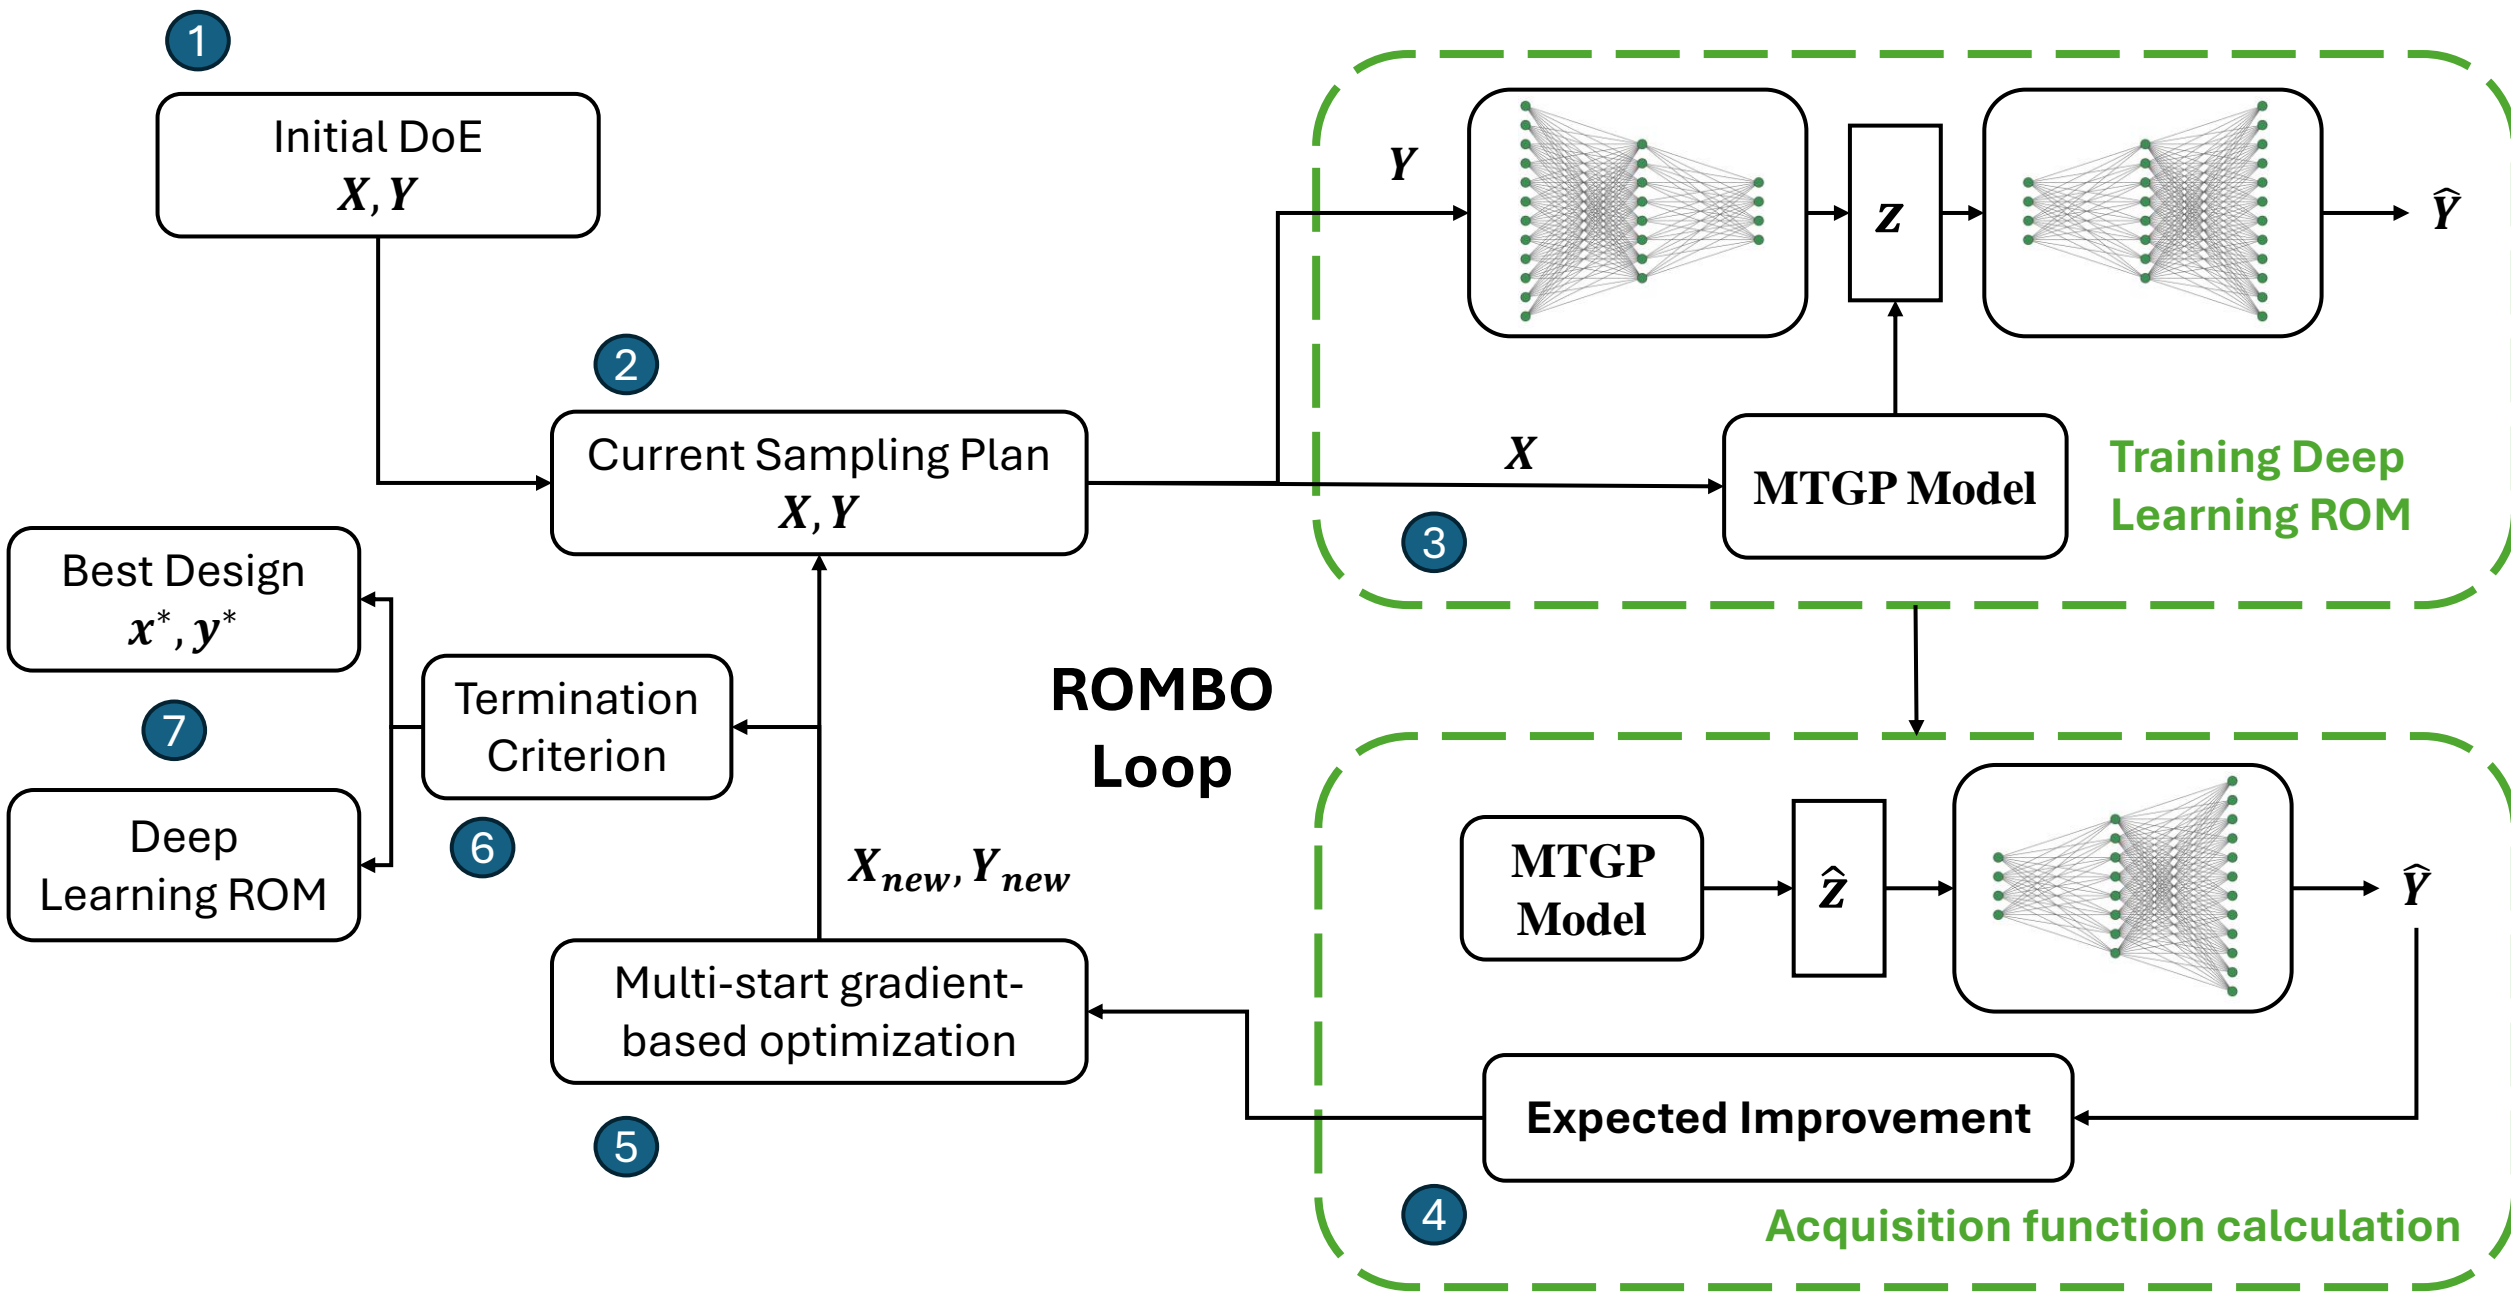 1
Initial DoE
X, Y
2
Current Sampling Plan
X, Y
Y
z
Ŷ
X
MTGP Model
Training Deep
Learning ROM
3
ROMBO
Loop
MTGP
Model
ẑ
Ŷ
Expected Improvement
4
Acquisition function calculation
Multi-start gradient-
based optimization
5
X_new, Y_new
Termination
Criterion
6
Best Design
x*, y*
7
Deep
Learning ROM